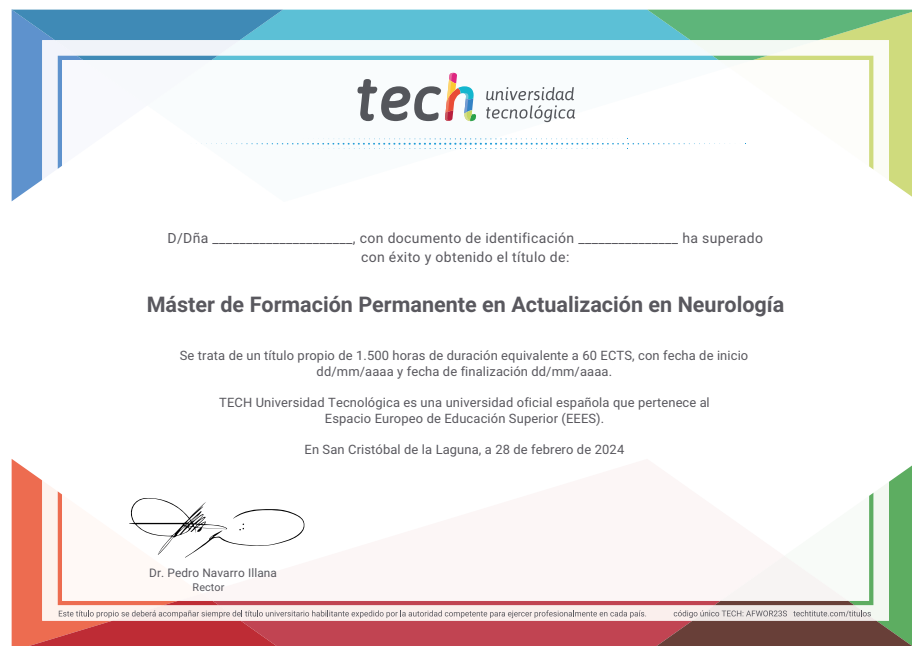 tech universidad
tecnológica
D/Dña _____________________, con documento de identificación _______________ ha superado
con éxito y obtenido el título de:
Máster de Formación Permanente en Actualización en Neurología
Se trata de un título propio de 1.500 horas de duración equivalente a 60 ECTS, con fecha de inicio
dd/mm/aaaa y fecha de finalización dd/mm/aaaa.
TECH Universidad Tecnológica es una universidad oficial española que pertenece al
Espacio Europeo de Educación Superior (EEES).
En San Cristóbal de la Laguna, a 28 de febrero de 2024
Dr. Pedro Navarro Illana
Rector
Este título propio se deberá acompañar siempre del título universitario habilitante expedido por la autoridad competente para ejercer profesionalmente en cada país. código único TECH: AFWOR23S techtitute.com/titulos